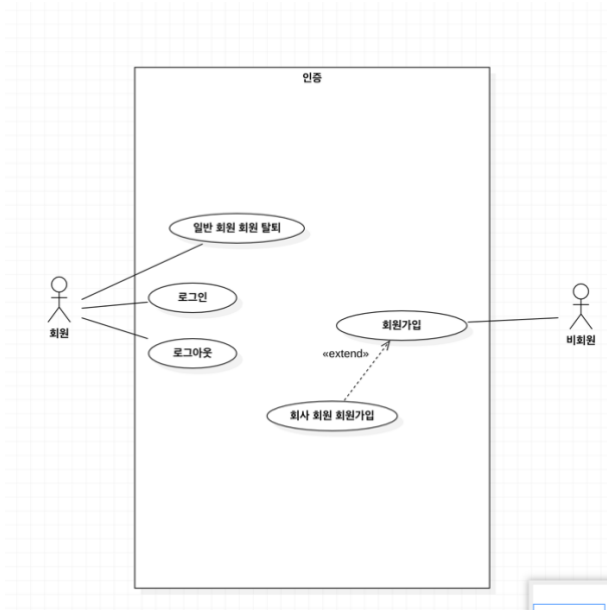 인증
일반 회원 회원 탈퇴
로그인
회원
로그아웃
회원가입
비회원
«extend»
회사 회원 회원가입